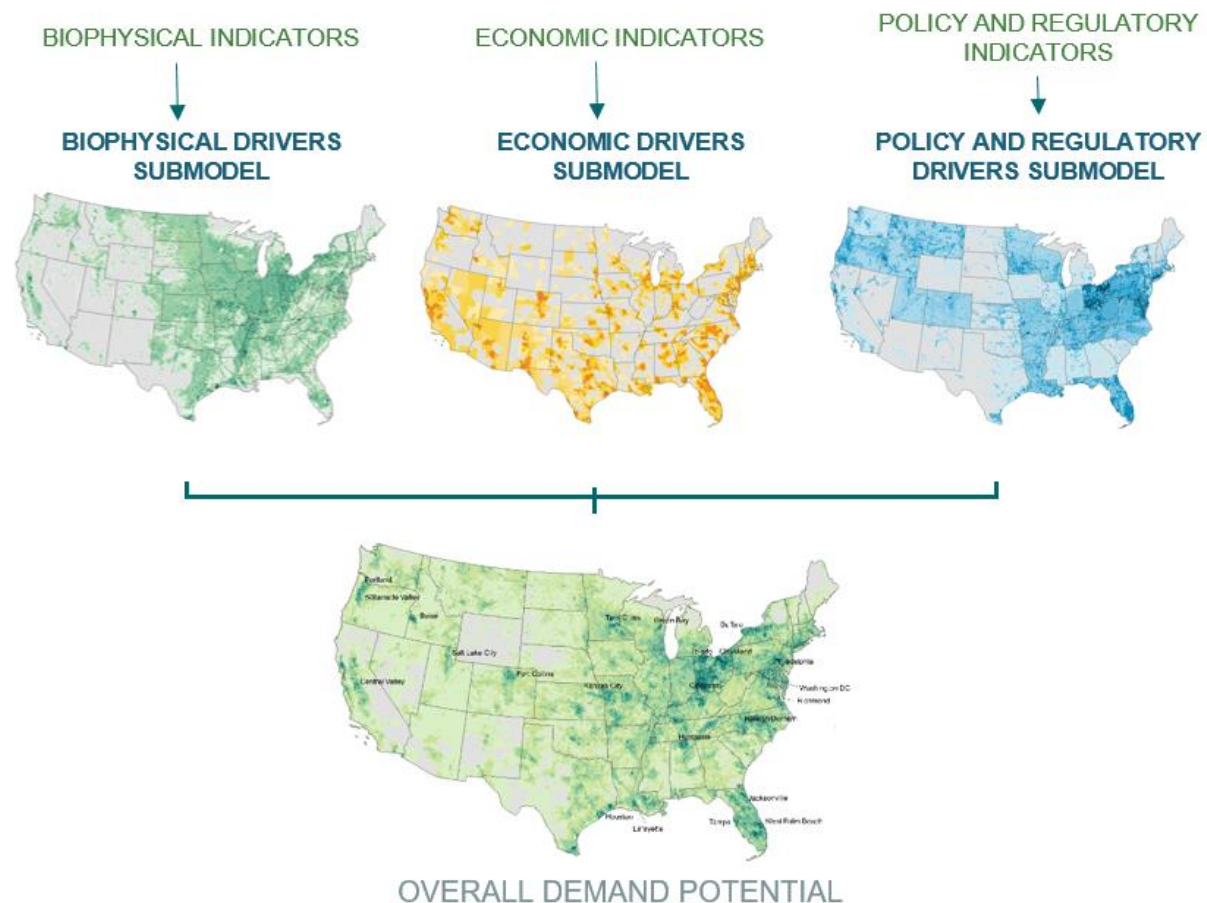 BIOPHYSICAL INDICATORS
ECONOMIC INDICATORS
POLICY AND REGULATORY
INDICATORS
BIOPHYSICAL DRIVERS
SUBMODEL
ECONOMIC DRIVERS
SUBMODEL
POLICY AND REGULATORY
DRIVERS SUBMODEL
Portland
Willamette Valley
Boise
Salt Lake City
Central Valley
Fort Collins
Twin Cities
Green Bay
Kansas City
Toledo
Cleveland
Philadelphia
Washington DC
Richmond
Raleigh Durham
Jacksonville
West Palm Beach
Tampa
Houston
Lafayette
OVERALL DEMAND POTENTIAL